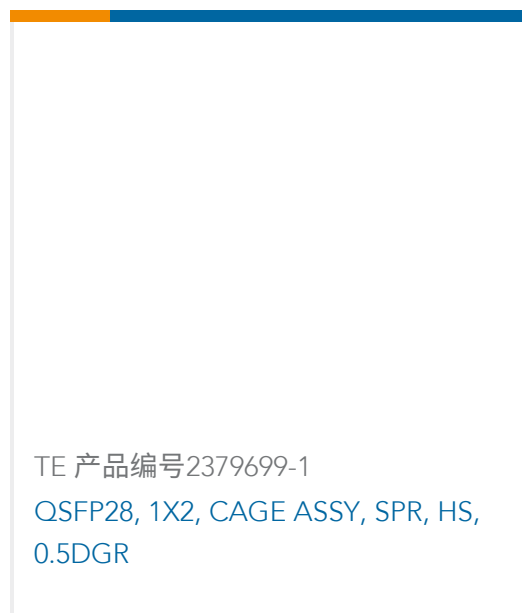 TE 产品编号2379699-1
QSFP28, 1X2, CAGE ASSY, SPR, HS,
0.5DGR